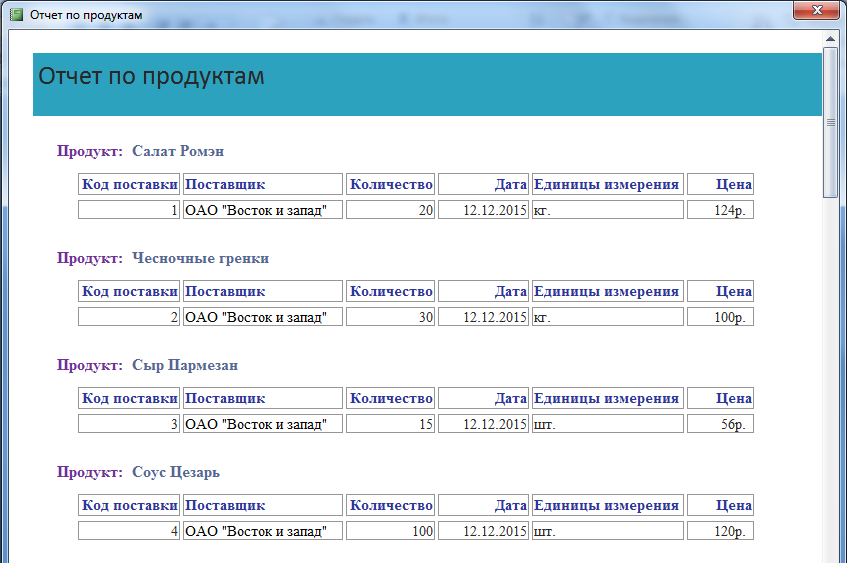 Отчет по продуктам
Отчет по продуктам
Продукт: Салат Ромэн
Код поставки Поставщик Количество Дата Единицы измерения Цена
1 ОАО "Восток и запад" 20 12.12.2015 кг. 124р.
Продукт: Чесночные гренки
Код поставки Поставщик Количество Дата Единицы измерения Цена
2 ОАО "Восток и запад" 30 12.12.2015 кг. 100р.
Продукт: Сыр Пармезан
Код поставки Поставщик Количество Дата Единицы измерения Цена
3 ОАО "Восток и запад" 15 12.12.2015 шт. 56р.
Продукт: Соус Цезарь
Код поставки Поставщик Количество Дата Единицы измерения Цена
4 ОАО "Восток и запад" 100 12.12.2015 шт. 120р.